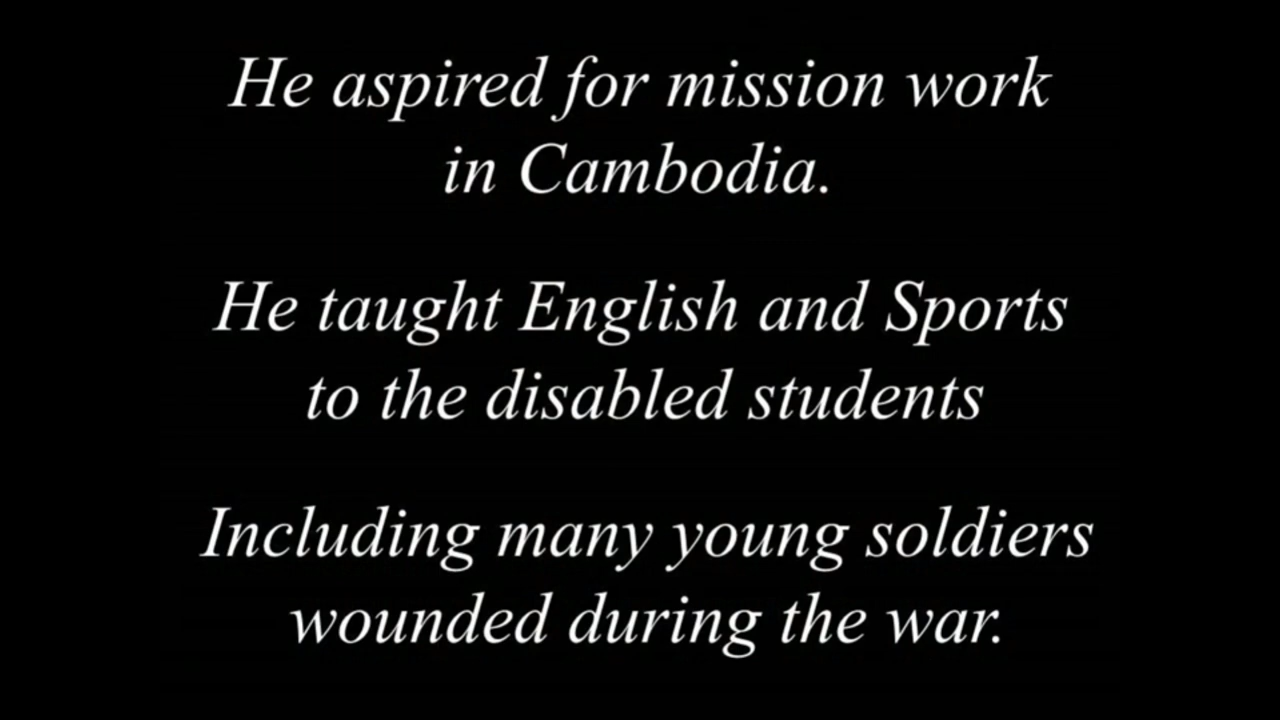 He aspired for mission work
in Cambodia.
He taught English and Sports
to the disabled students
Including many young soldiers
wounded during the war.